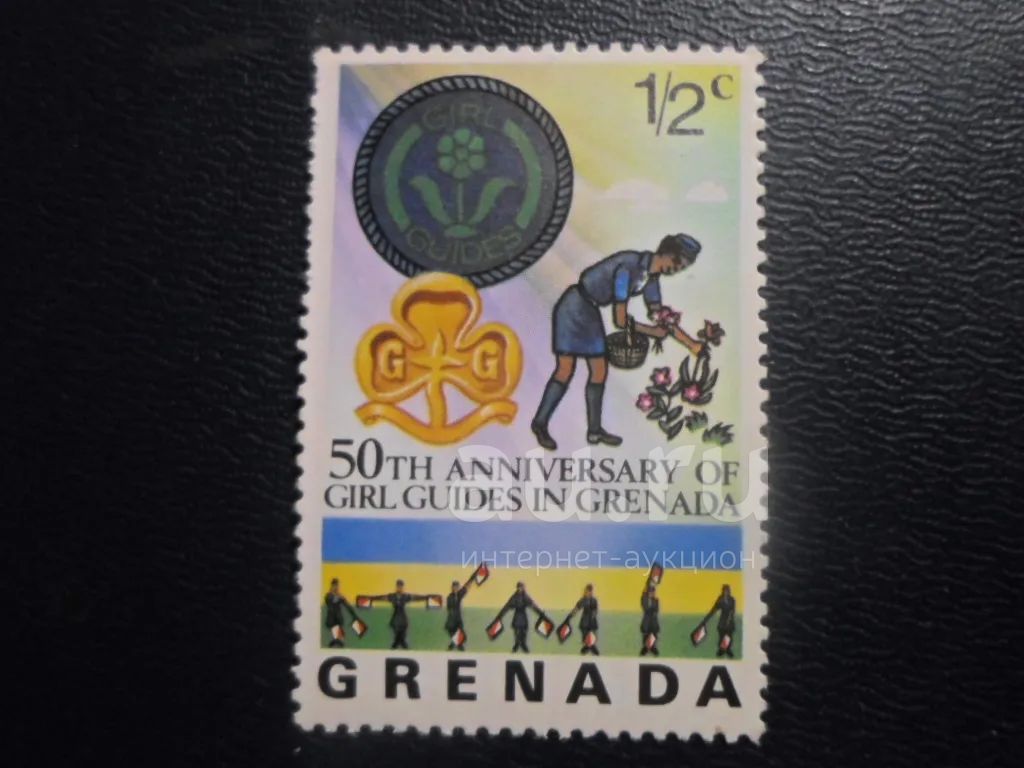 1/2c
GIRL
GUIDES
G G
50TH ANNIVERSARY OF
GIRL GUIDES IN GRENADA
au.ru
интернет-аукцион
GRENADA